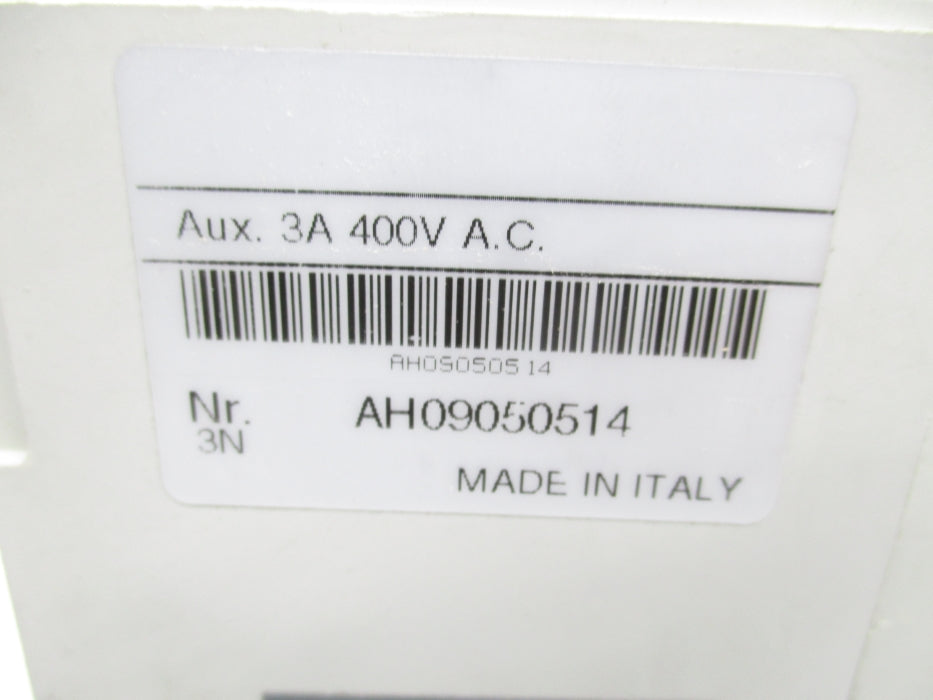 Aux. 3A 400V A.C.
AH09050514
Nr. AH09050514
3N
MADE IN ITALY